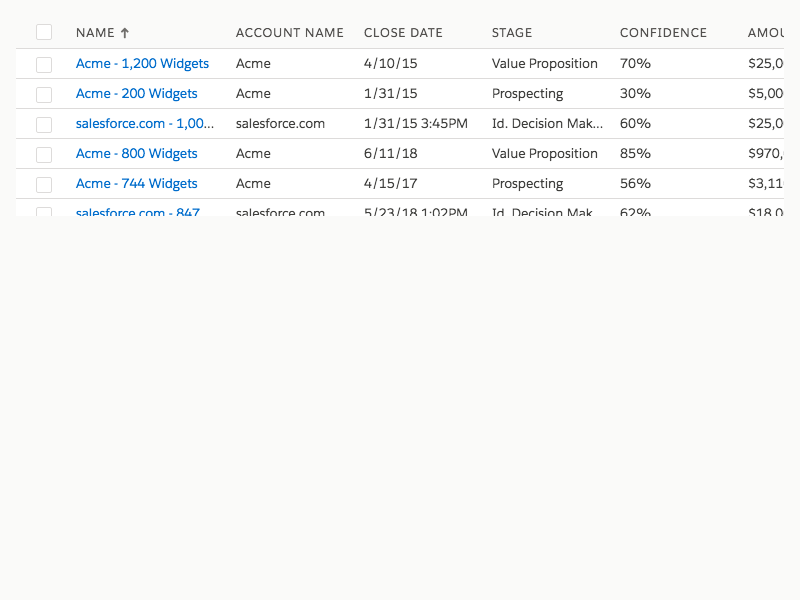 NAME ↑ ACCOUNT NAME CLOSE DATE STAGE CONFIDENCE AMOU
Acme - 1,200 Widgets Acme 4/10/15 Value Proposition 70% $25,0
Acme - 200 Widgets Acme 1/31/15 Prospecting 30% $5,00
salesforce.com - 1,00... salesforce.com 1/31/15 3:45PM Id. Decision Mak... 60% $25,0
Acme - 800 Widgets Acme 6/11/18 Value Proposition 85% $970,
Acme - 744 Widgets Acme 4/15/17 Prospecting 56% $3,11
salesforce.com - 847 salesforce.com 5/23/18 1:02PM Id. Decision Mak 62% $18,0